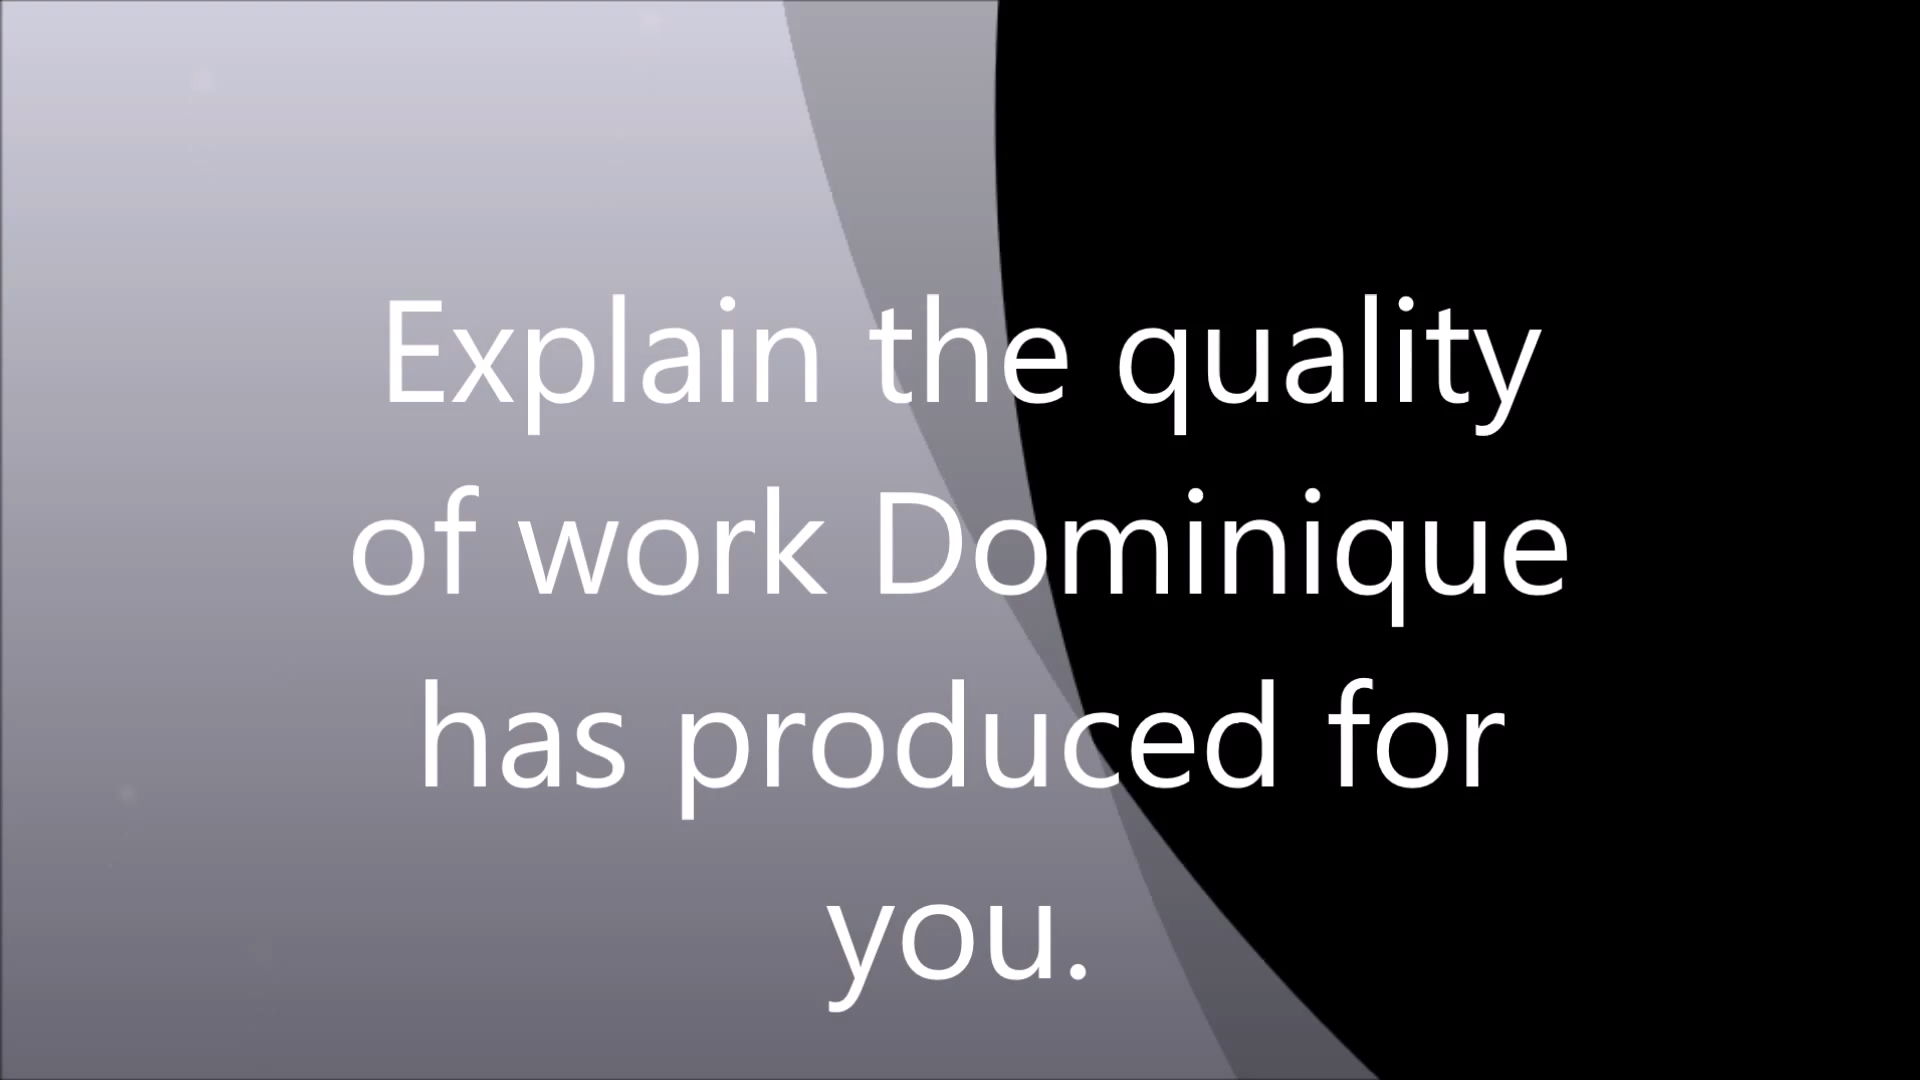 Explain the quality
of work Dominique
has produced for
you.